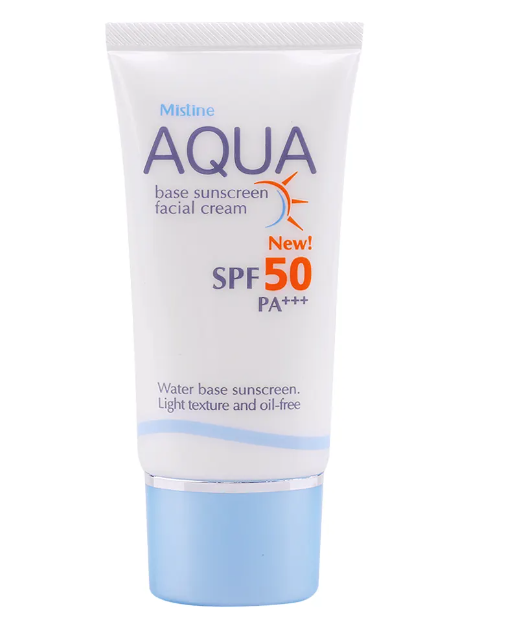 Mistine
AQUA
base sunscreen
facial cream
New!
SPF 50
PA+++
Water base sunscreen.
Light texture and oil-free